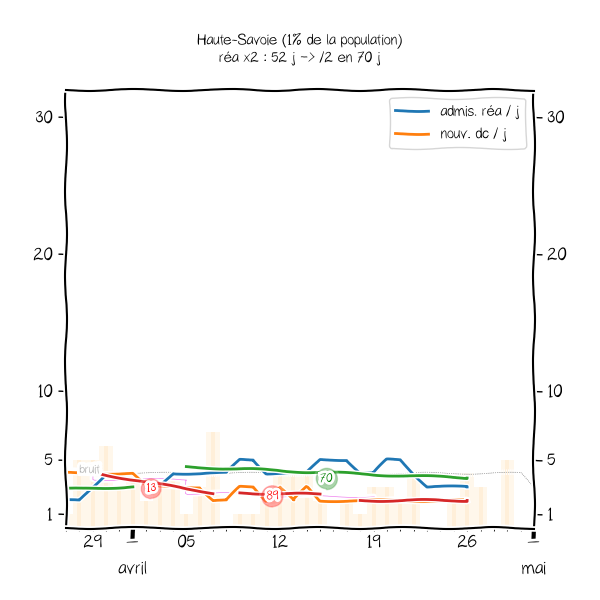 Haute-Savoie (1% de la population)
réa x2 : 52 j -> /2 en 70 j
admis. réa / j
nouv. dc / j
30
30
20
20
10
10
5
5
1
1
bruit
13
89
70
29
05
12
19
26
avril
mai